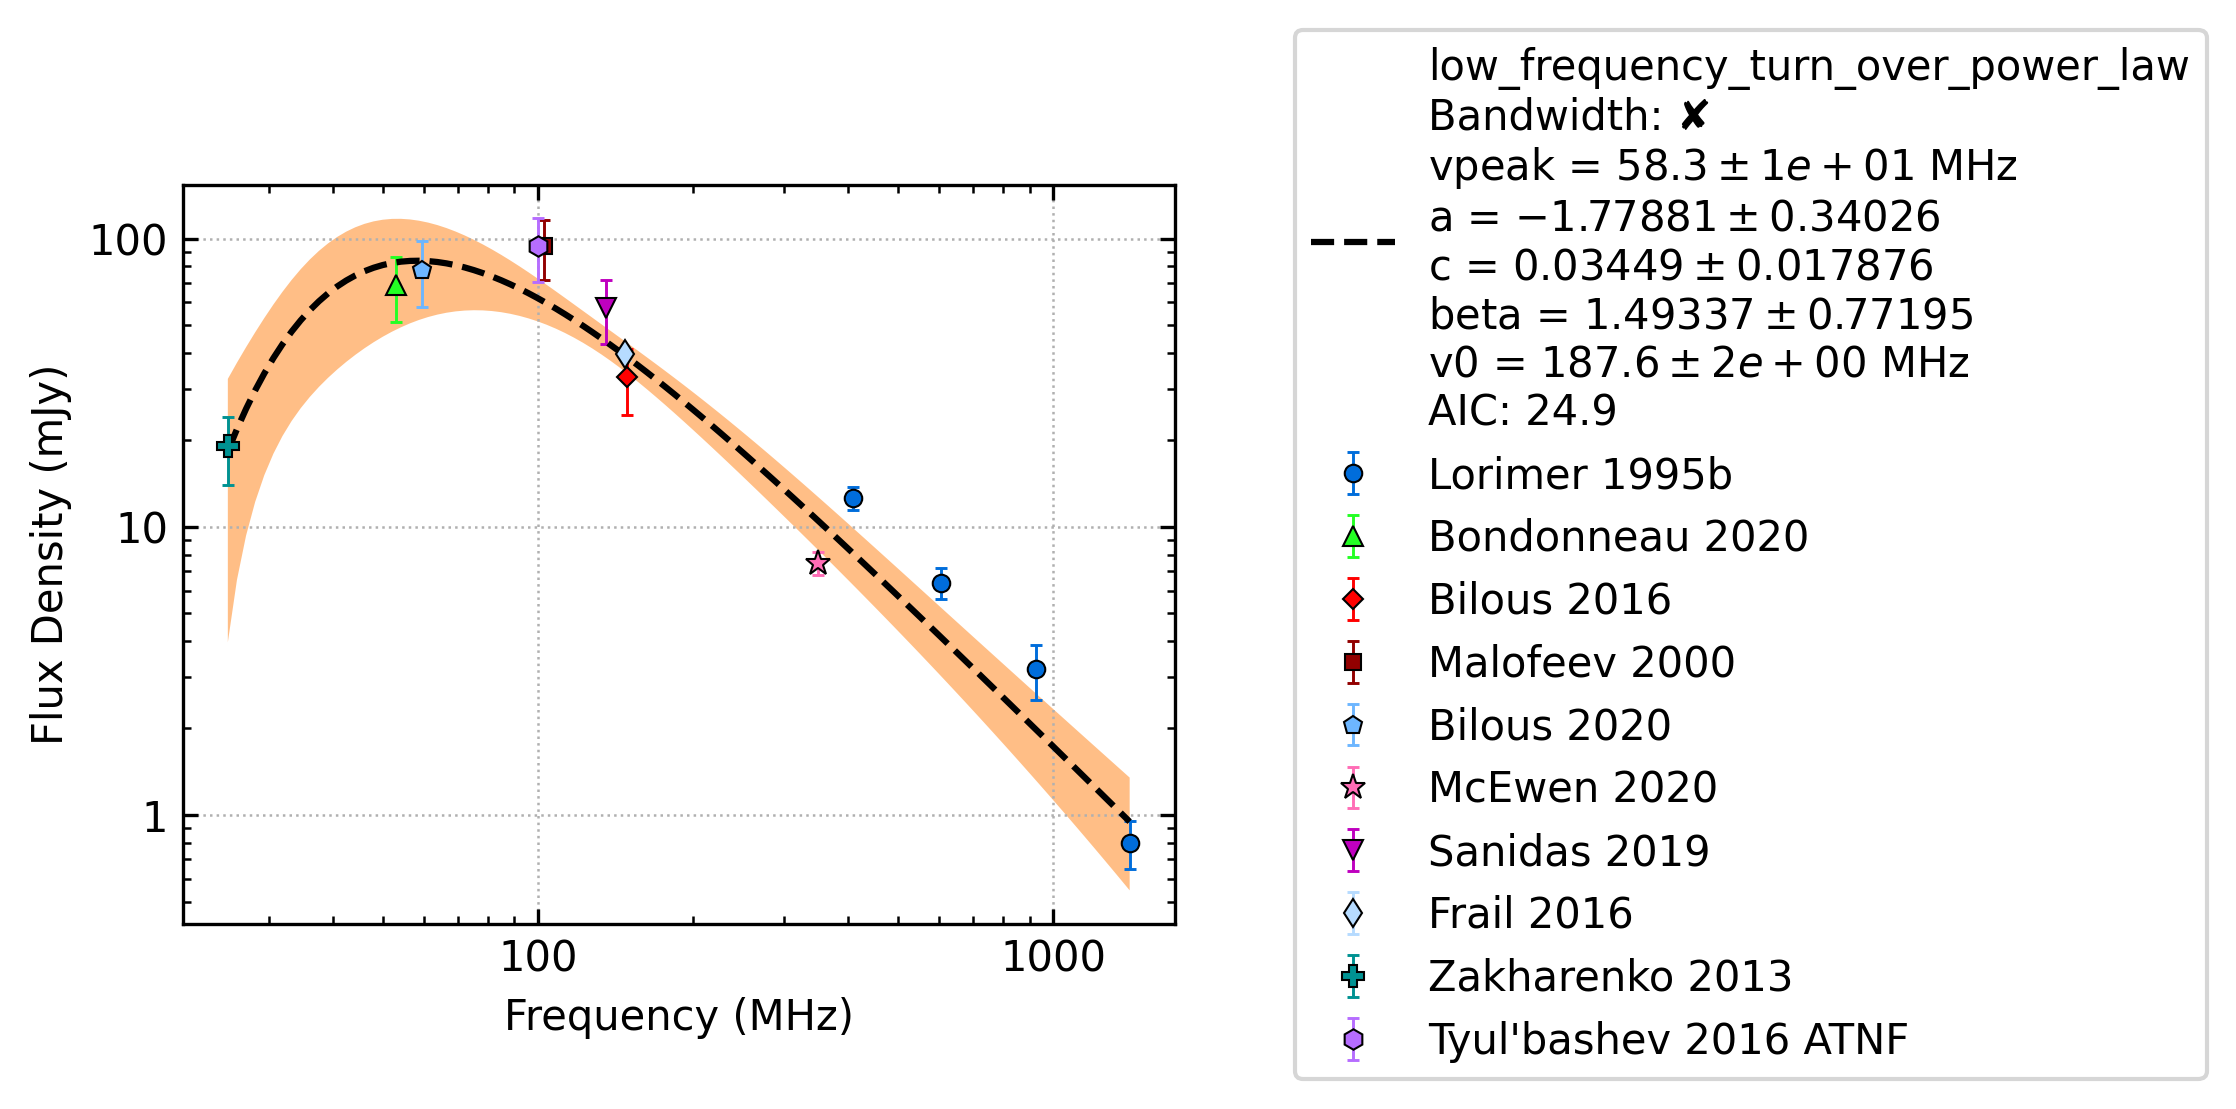 low_frequency_turn_over_power_law
Bandwidth: ✘
vpeak = 58.3 ± 1e + 01 MHz
a = −1.77881 ± 0.34026
c = 0.03449 ± 0.017876
beta = 1.49337 ± 0.77195
v0 = 187.6 ± 2e + 00 MHz
AIC: 24.9
Lorimer 1995b
Bondonneau 2020
Bilous 2016
Malofeev 2000
Bilous 2020
McEwen 2020
Sanidas 2019
Frail 2016
Zakharenko 2013
Tyul'bashev 2016 ATNF
Flux Density (mJy)
100
10
1
100
1000
Frequency (MHz)